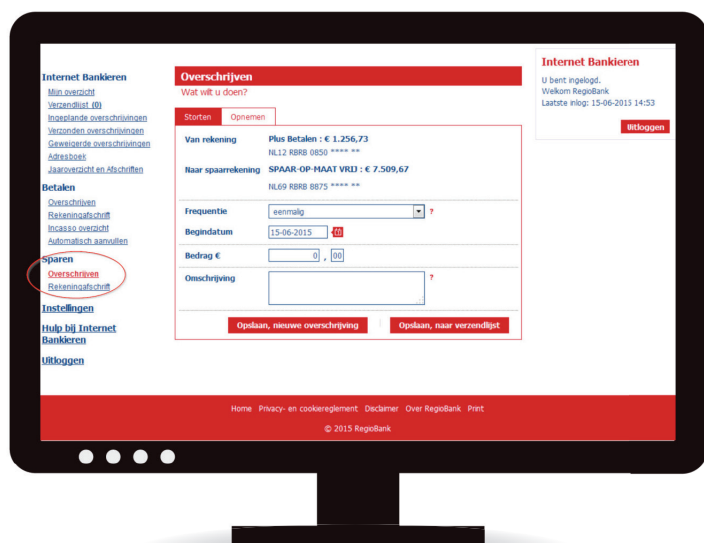 Internet Bankieren
Mijn overzicht
Verzendlijst (0)
Ingeplande overschrijvingen
Verzonden overschrijvingen
Geweigerde overschrijvingen
Adresboek
Jaaroverzicht en Afschriften
Betalen
Overschrijven
Rekeningafschrift
Incasso overzicht
Automatisch aanvullen
Sparen
Overschrijven
Rekeningafschrift
Instellingen
Hulp bij Internet
Bankieren
Uitloggen
Overschrijven
Wat wilt u doen?
Storten Opnemen
Van rekening Plus Betalen : € 1.256,73
NL12 RBRB 0850 **** **
Naar spaarrekening SPAAR-OP-MAAT VRIJ : € 7.509,67
NL69 RBRB 8875 **** **
Frequentie eenmalig ?
Begindatum 15-06-2015
Bedrag € 0 , 00
Omschrijving ?
Opslaan, nieuwe overschrijving Opslaan, naar verzendlijst
Internet Bankieren
U bent ingelogd.
Welkom RegioBank
Laatste inlog: 15-06-2015 14:53
Uitloggen
Home Privacy- en cookiereglement Disclaimer Over RegioBank Print
© 2015 RegioBank